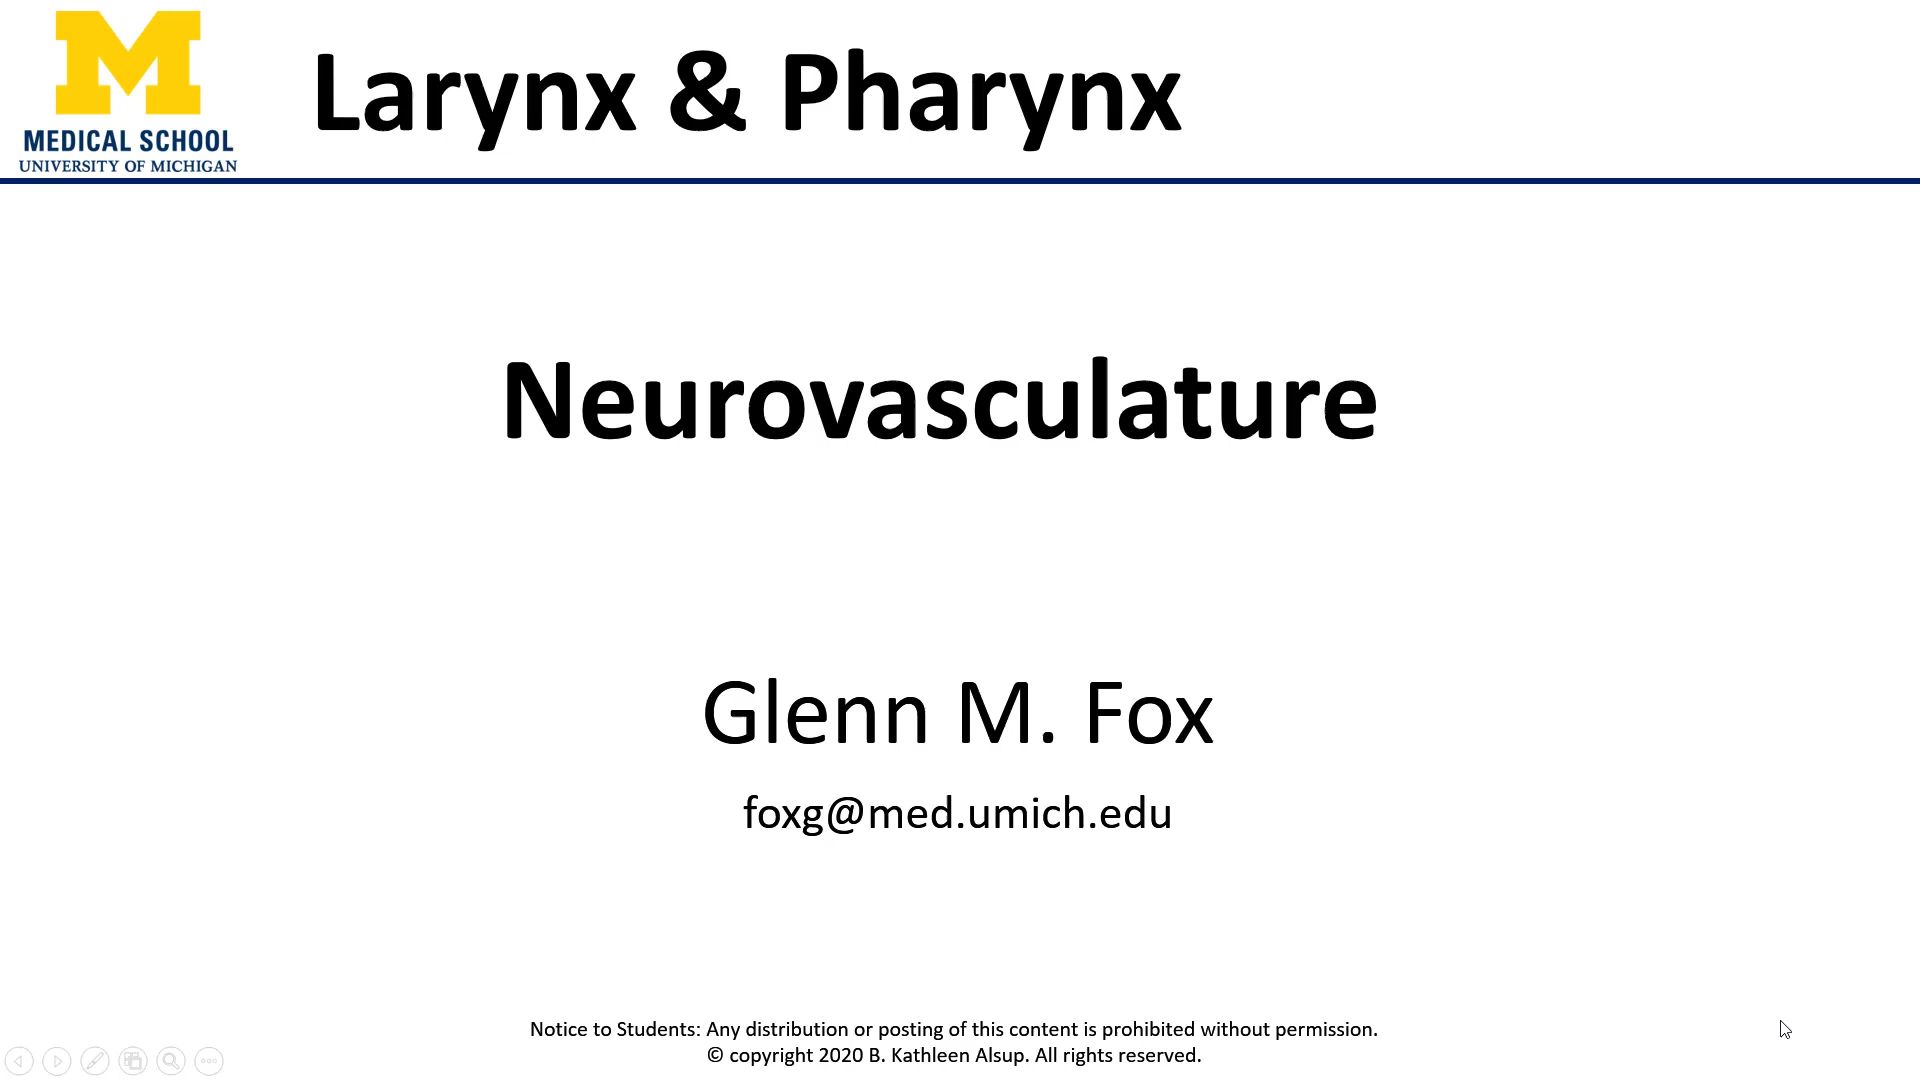 M
MEDICAL SCHOOL
UNIVERSITY OF MICHIGAN
Larynx & Pharynx
Neurovasculature
Glenn M. Fox
foxg@med.umich.edu
Notice to Students: Any distribution or posting of this content is prohibited without permission.
© copyright 2020 B. Kathleen Alsup. All rights reserved.